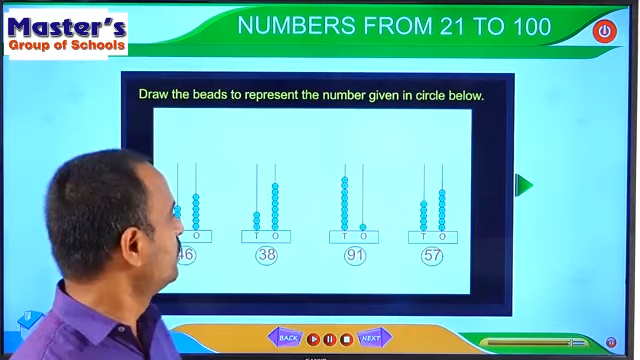 Master's
Group of Schools
NUMBERS FROM 21 TO 100
Draw the beads to represent the number given in circle below.
O T O T O T O
46 38 91 57
BACK NEXT